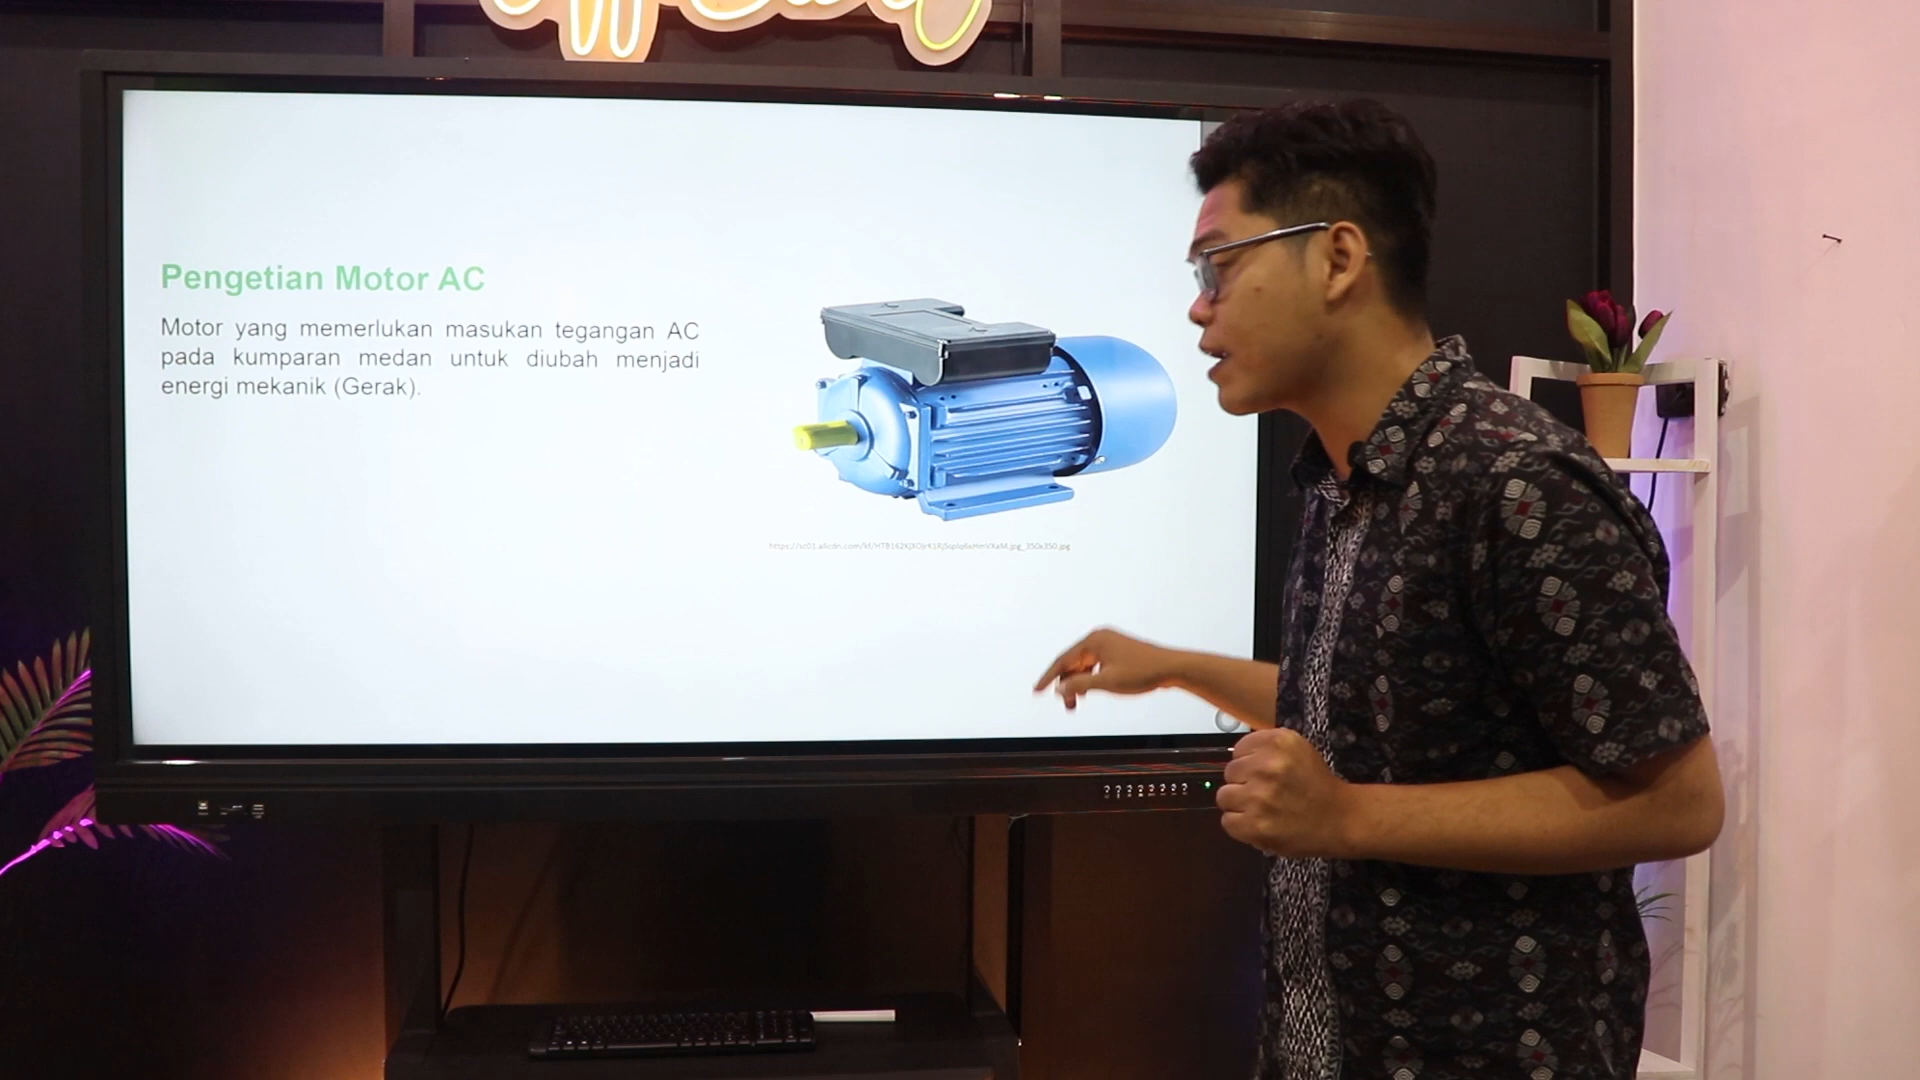 Pengetian Motor AC
Motor yang memerlukan masukan tegangan AC
pada kumparan medan untuk diubah menjadi
energi mekanik (Gerak).